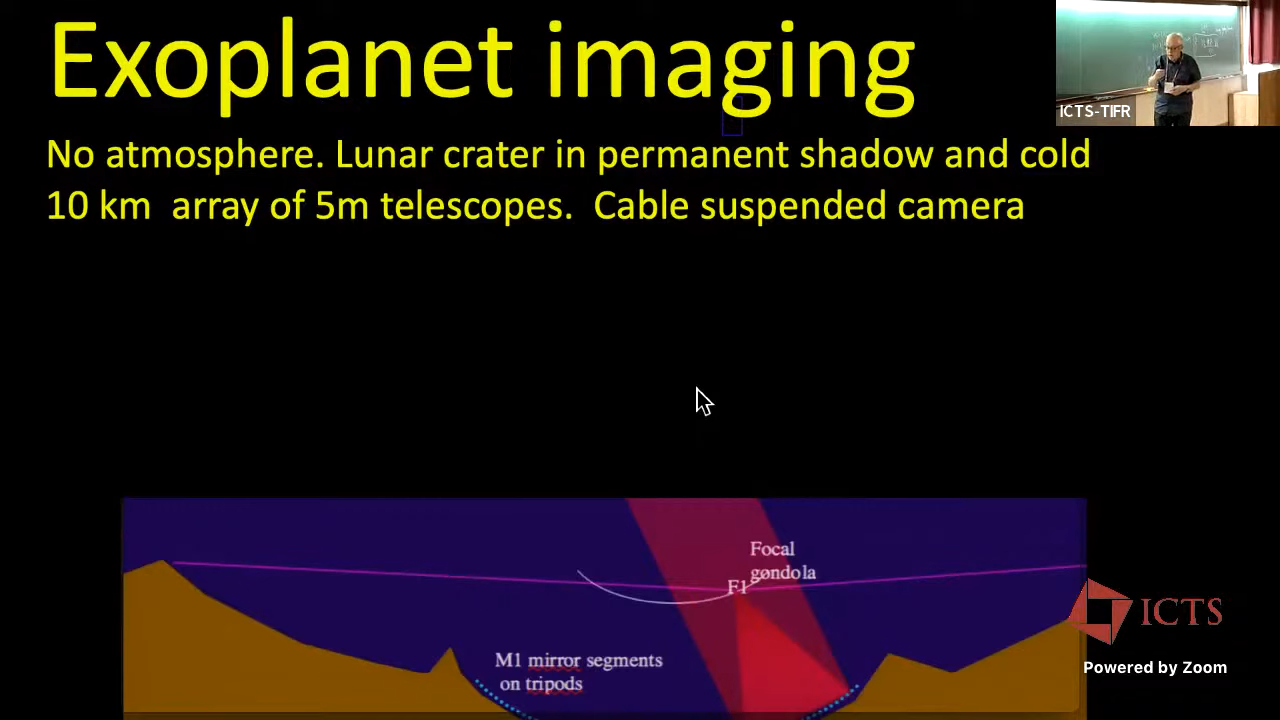 Exoplanet imaging
ICTS-TIFR
No atmosphere. Lunar crater in permanent shadow and cold
10 km array of 5m telescopes. Cable suspended camera
Focal
gondola
F1
M1 mirror segments
on tripods
ICTS
Powered by Zoom